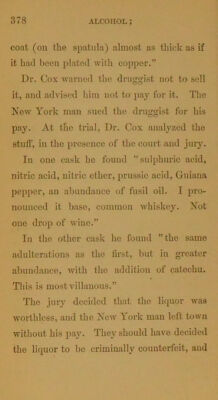 378 ALCOHOL;
coat (on the spatula) almost as thick as if
it had been plated with copper."
Dr. Cox warned the druggist not to sell
it, and advised him not to pay for it. The
New York man sued the druggist for his
pay. At the trial, Dr. Cox analyzed the
stuff, in the presence of the court and jury.
In one cask he found "sulphuric acid,
nitric acid, nitric ether, prussic acid, Guiana
pepper, an abundance of fusil oil. I pro-
nounced it base, common whiskey. Not
one drop of wine."
In the other cask he found "the same
adulterations as the first, but in greater
abundance, with the addition of catechu.
This is most villanous."
The jury decided that the liquor was
worthless, and the New York man left town
without his pay. They should have decided
the liquor to be criminally counterfeit, and